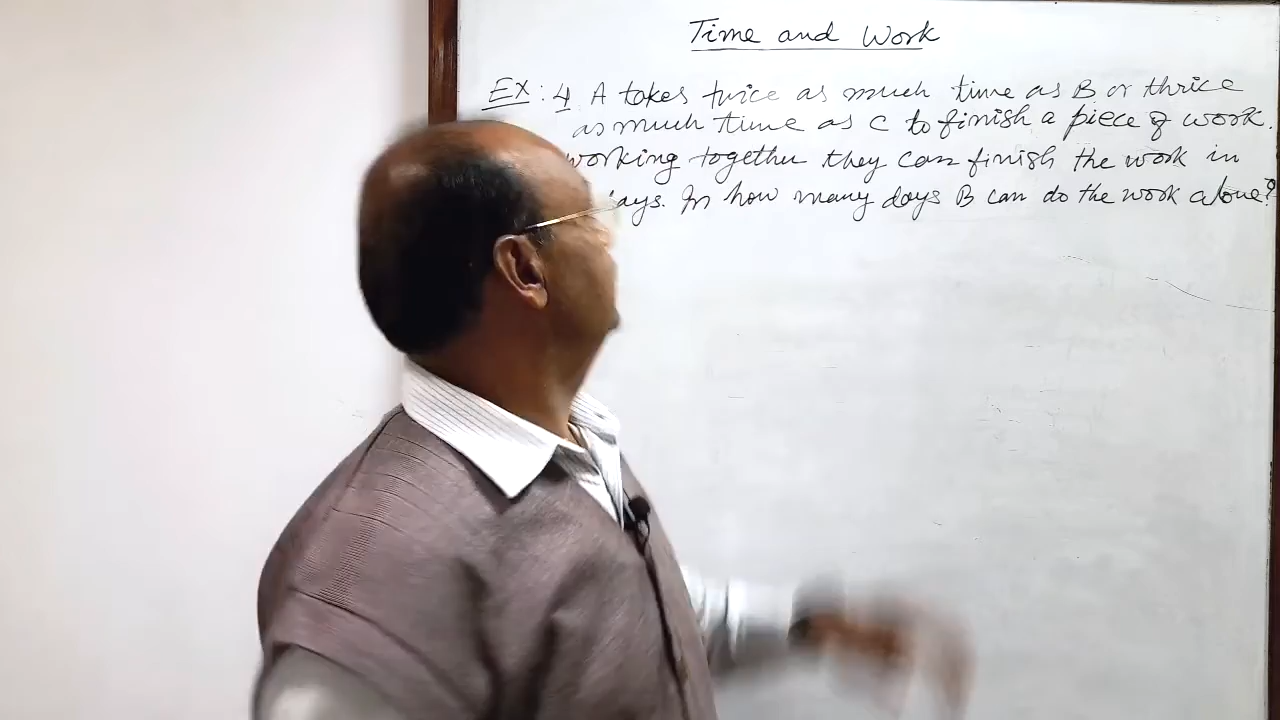 Time and Work
Ex: 4 A takes twice as much time as B or thrice
as much time as C to finish a piece of work.
working together they can finish the work in
days. In how many days B can do the work alone?